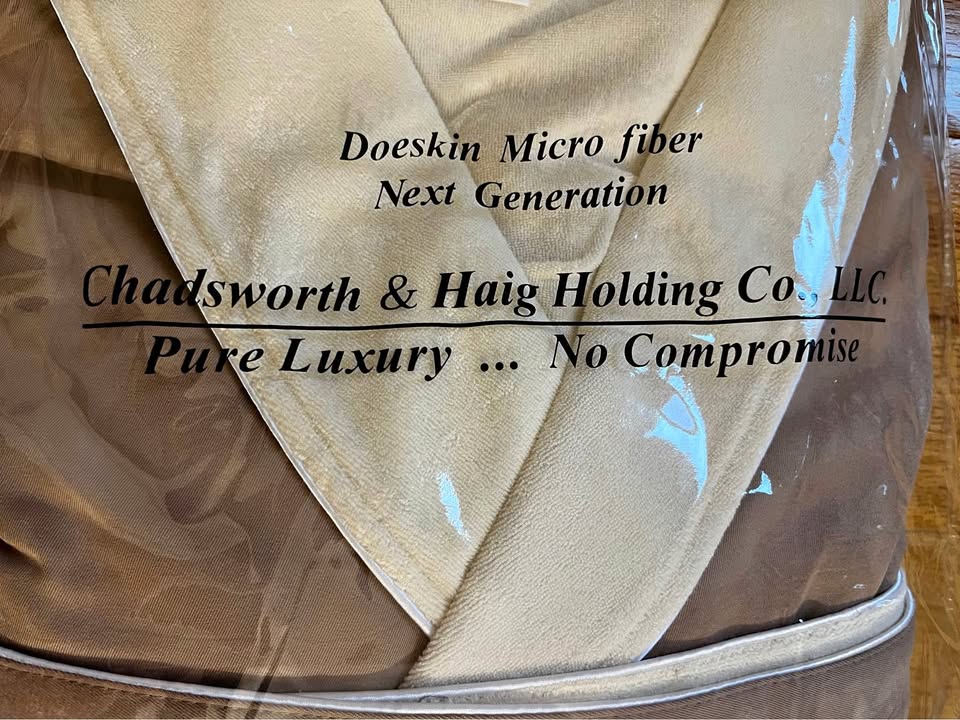 Doeskin Micro fiber
Next Generation
Chadsworth & Haig Holding Co., LLC.
Pure Luxury ... No Compromise